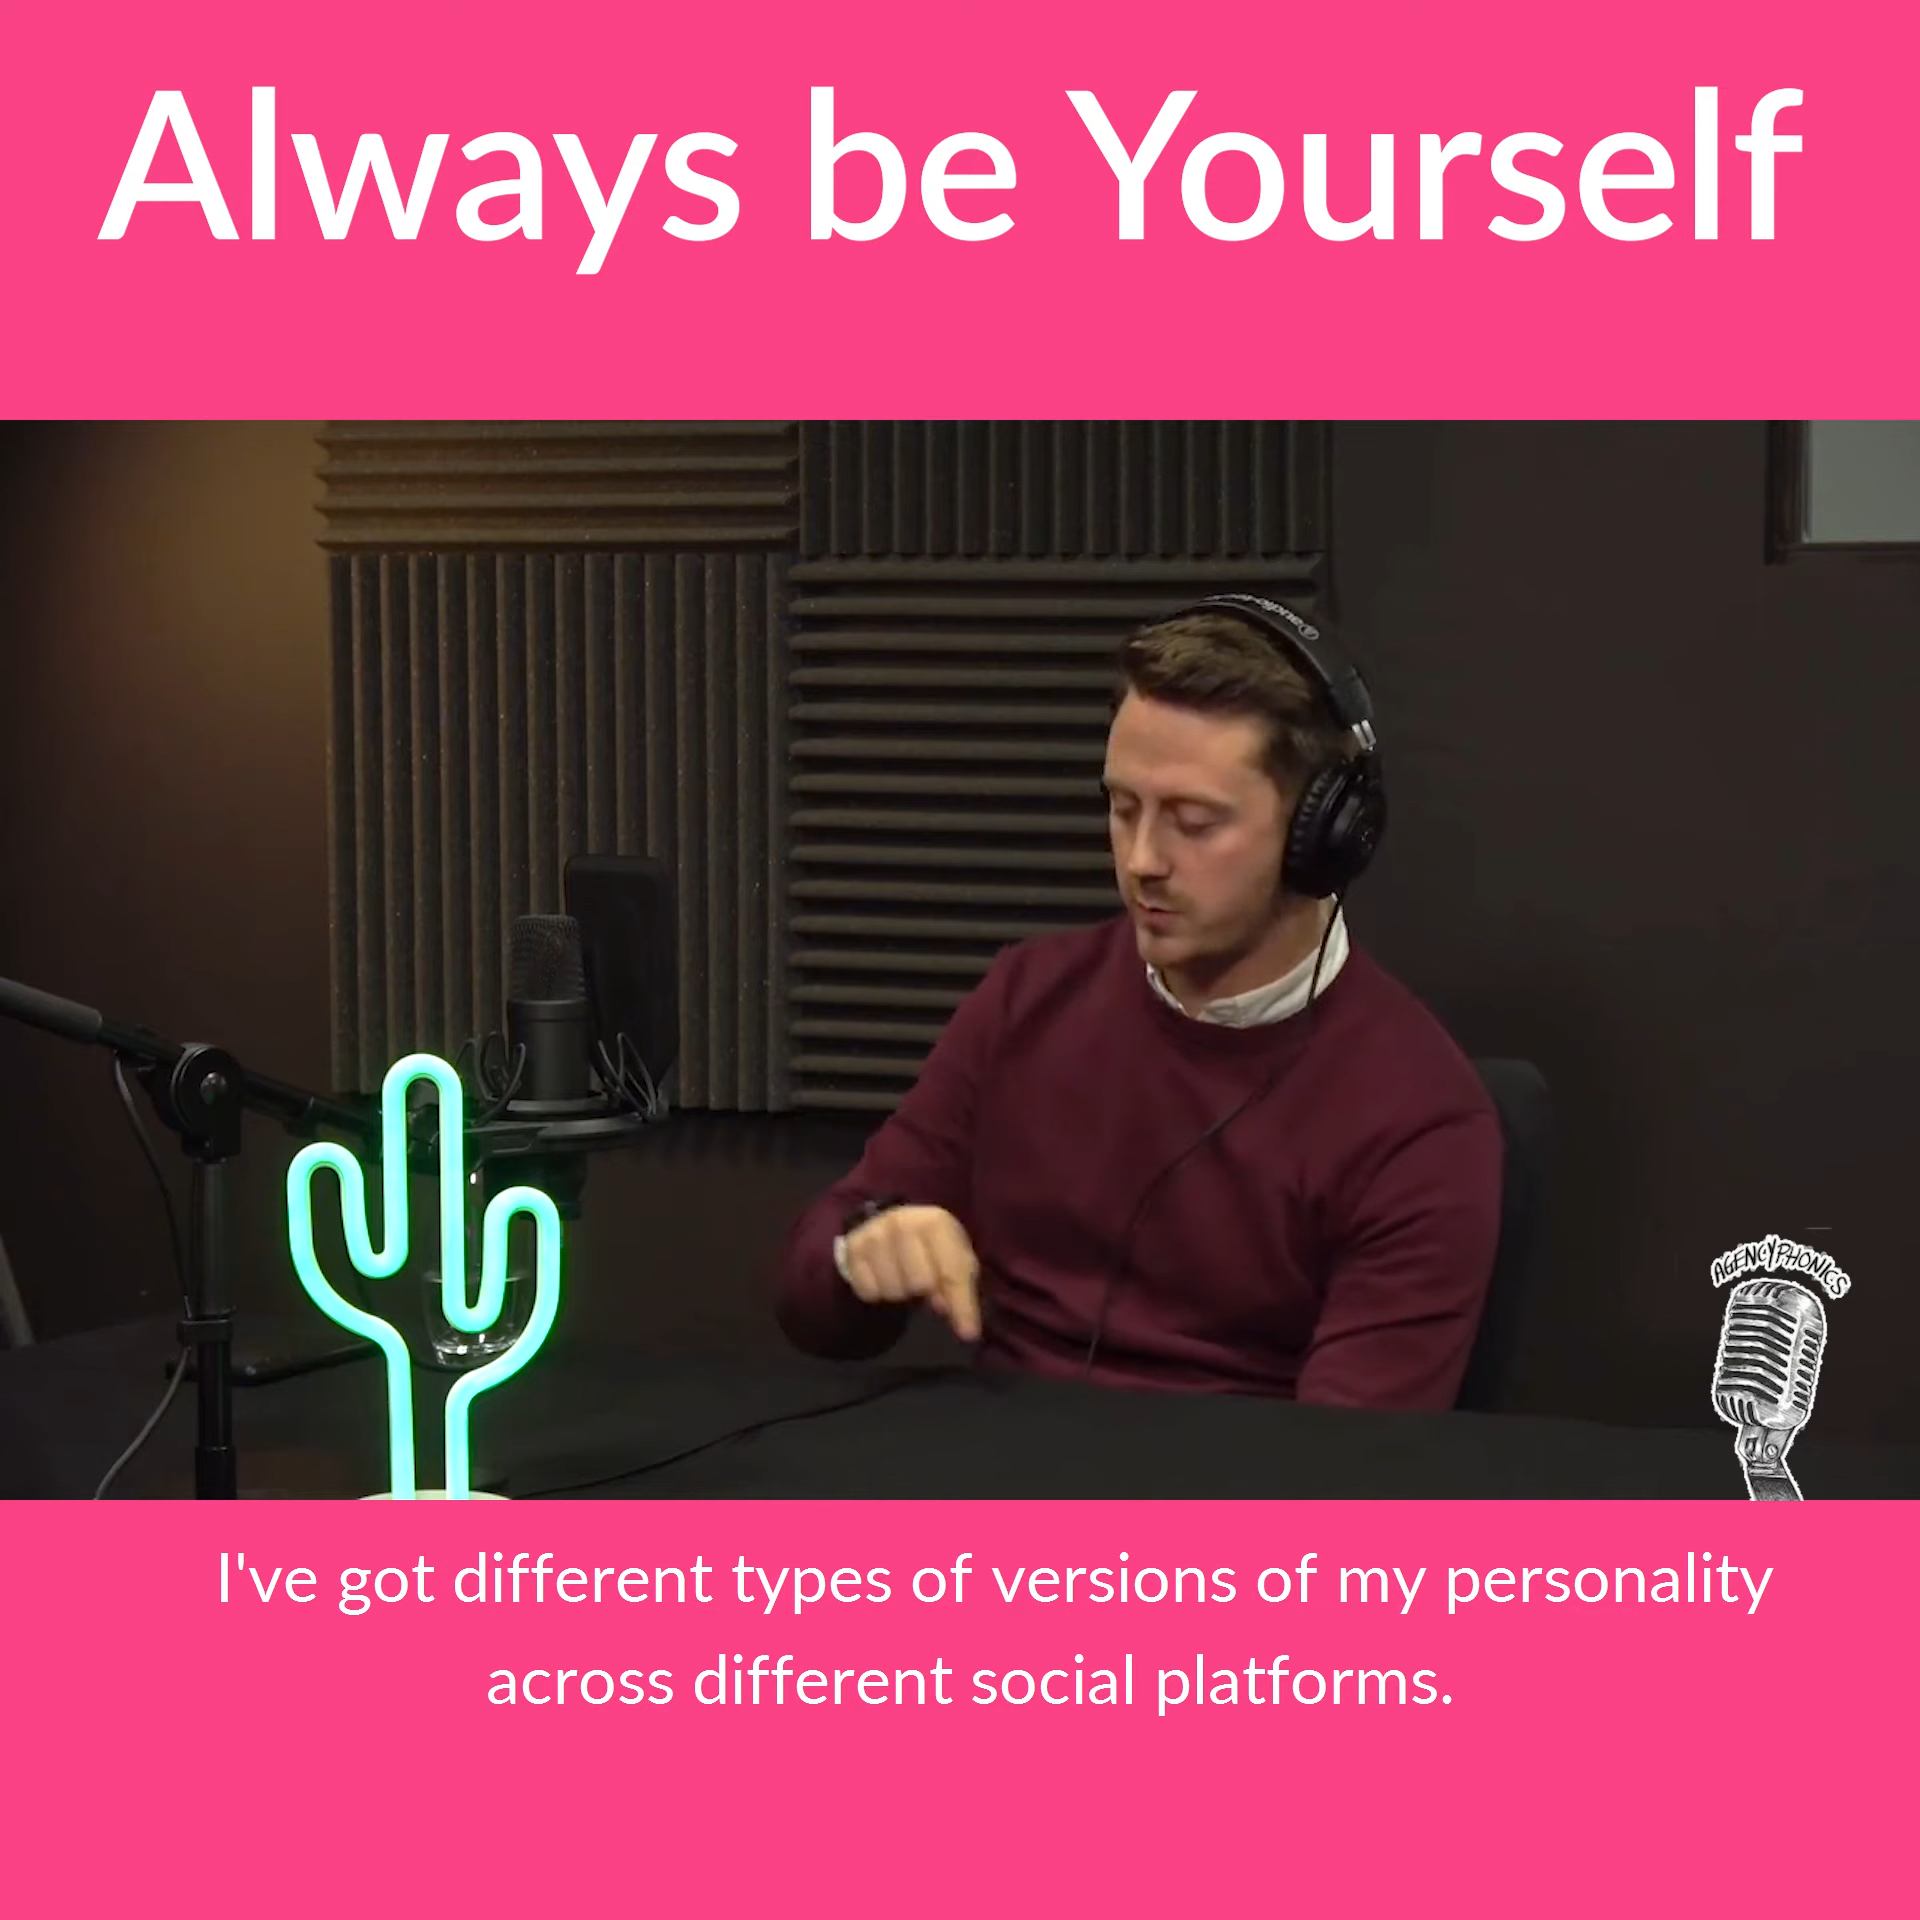 Always be Yourself
AGENCYPHONICS
I've got different types of versions of my personality
across different social platforms.